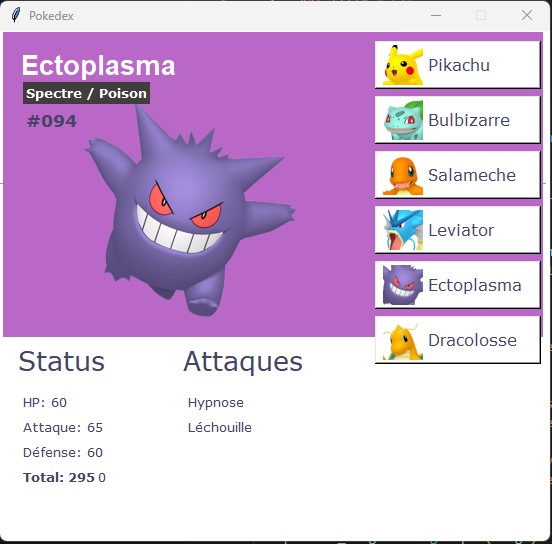 Pokedex
Ectoplasma
Spectre / Poison
#094
Pikachu
Bulbizarre
Salameche
Leviator
Ectoplasma
Dracolosse
Status
HP: 60
Attaque: 65
Défense: 60
Total: 295 0
Attaques
Hypnose
Léchouille